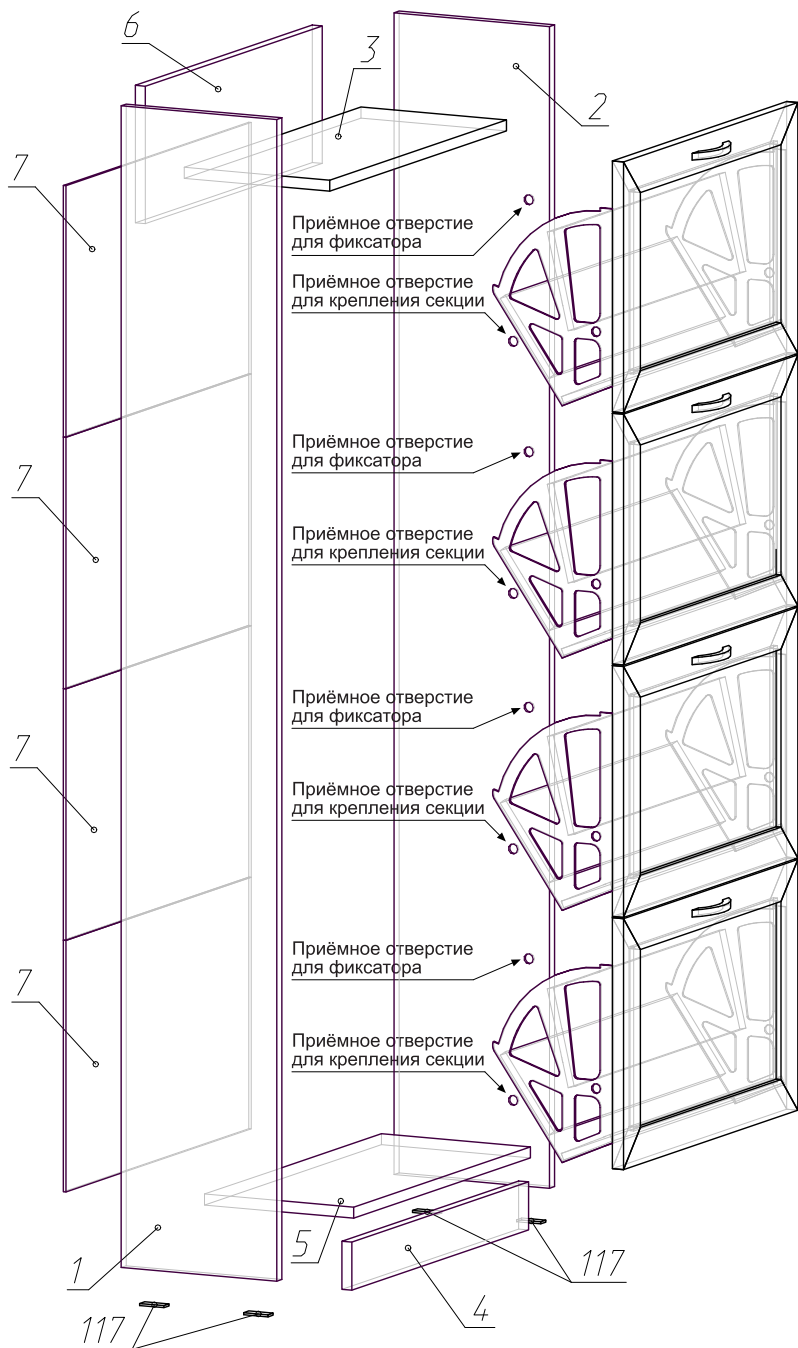 6
3
2
7
Приёмное отверстие
для фиксатора
Приёмное отверстие
для крепления секции
Приёмное отверстие
для фиксатора
7
Приёмное отверстие
для крепления секции
Приёмное отверстие
для фиксатора
7
Приёмное отверстие
для крепления секции
Приёмное отверстие
для фиксатора
7
Приёмное отверстие
для крепления секции
1
5
117
4
117